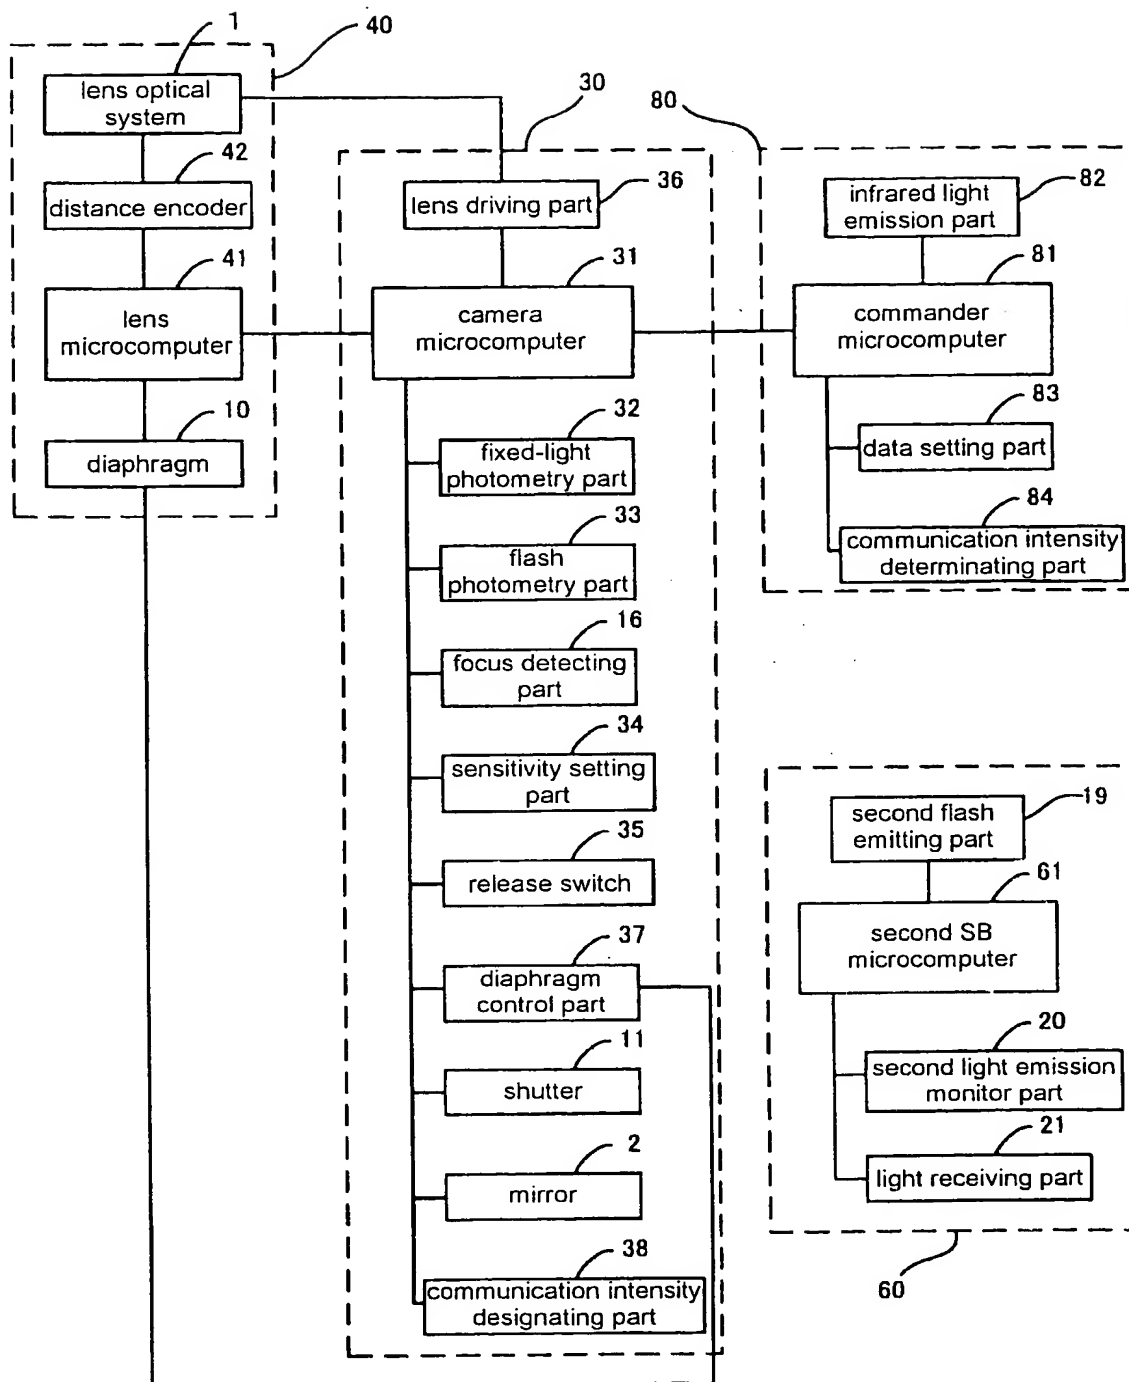 1
40
lens optical
system
42
distance encoder
41
lens
microcomputer
10
diaphragm
30
36
lens driving part
31
camera
microcomputer
32
fixed-light
photometry part
33
flash
photometry part
16
focus detecting
part
34
sensitivity setting
part
35
release switch
37
diaphragm
control part
11
shutter
2
mirror
38
communication intensity
designating part
80
82
infrared light
emission part
81
commander
microcomputer
83
data setting part
84
communication intensity
determinating part
19
second flash
emitting part
61
second SB
microcomputer
20
second light emission
monitor part
21
light receiving part
60